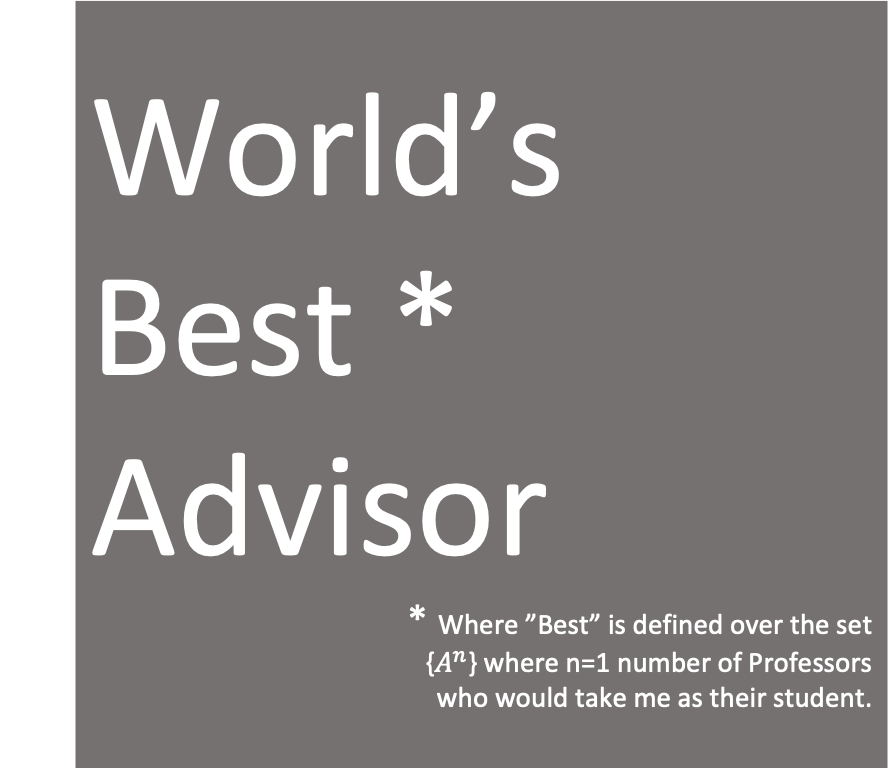 World’s
Best *
Advisor
* Where ”Best” is defined over the set
{𝐴ⁿ} where n=1 number of Professors
who would take me as their student.